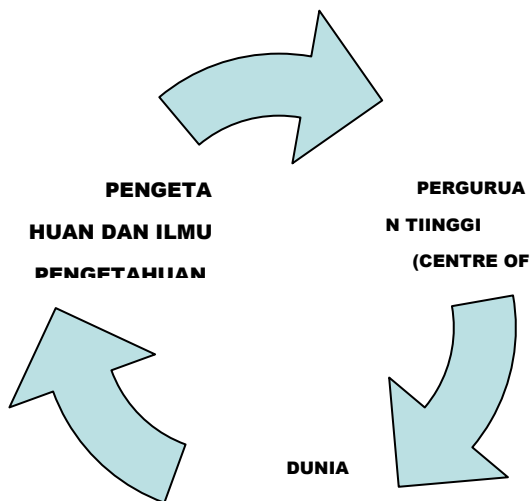 PENGETA
HUAN DAN ILMU
PENGETAHUAN
PERGURUA
N TIINGGI
(CENTRE OF
DUNIA